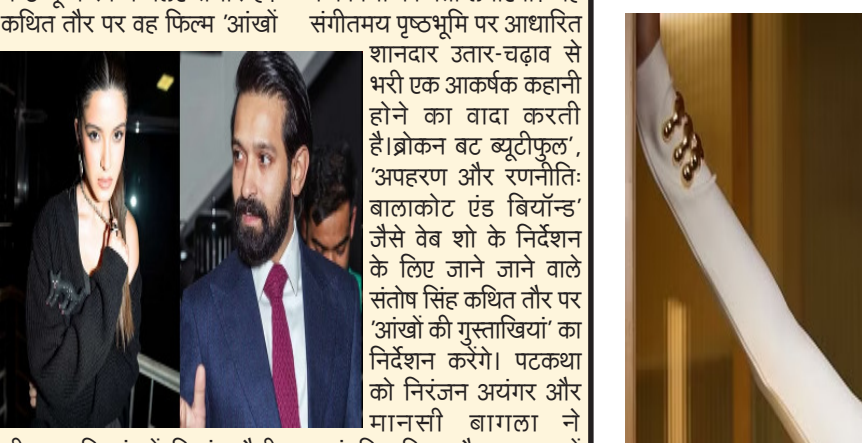 कथित तौर पर वह फिल्म 'आंखों
संगीतमय पृष्ठभूमि पर आधारित
शानदार उतार-चढ़ाव से
भरी एक आकर्षक कहानी
होने का वादा करती
है।ब्रोकन बट ब्यूटीफुल',
'अपहरण और रणनीतिः
बालाकोट एंड बियॉन्ड'
जैसे वेब शो के निर्देशन
के लिए जाने जाने वाले
संतोष सिंह कथित तौर पर
'आंखों की गुस्ताखियां' का
निर्देशन करेंगे। पटकथा
को निरंजन अयंगर और
मानसी बागला ने